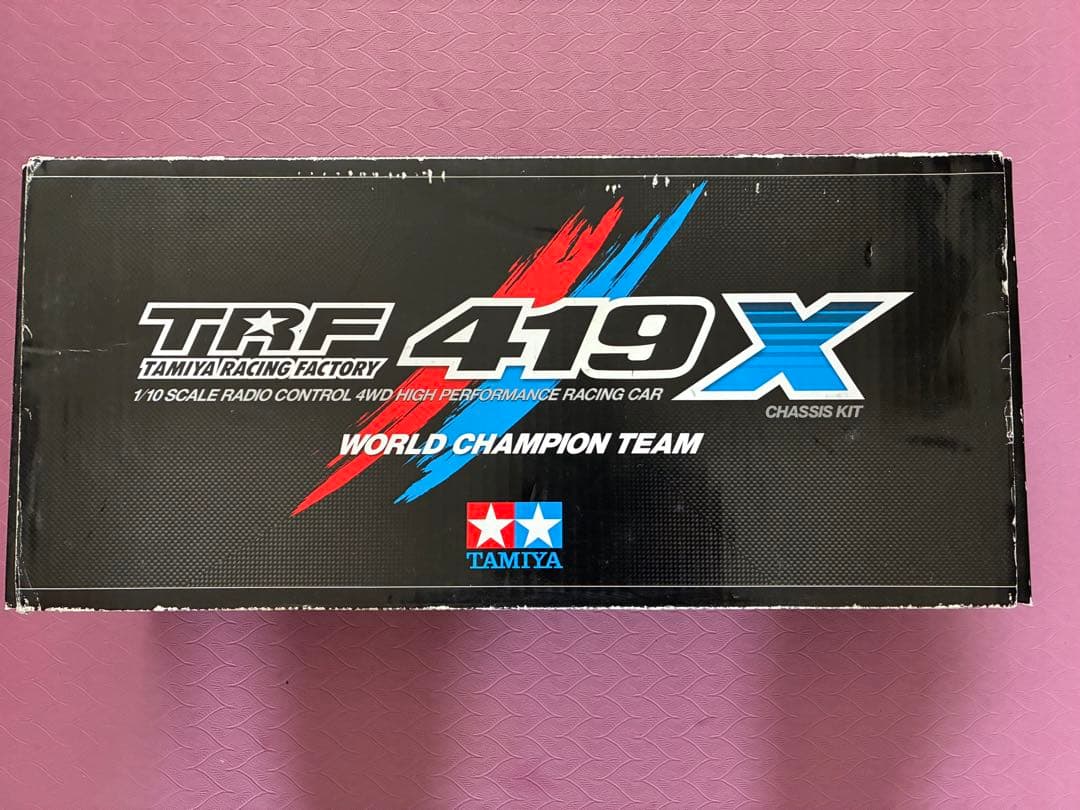 TRF 419X
TAMIYA RACING FACTORY
1/10 SCALE RADIO CONTROL 4WD HIGH PERFORMANCE RACING CAR
CHASSIS KIT
WORLD CHAMPION TEAM
TAMIYA